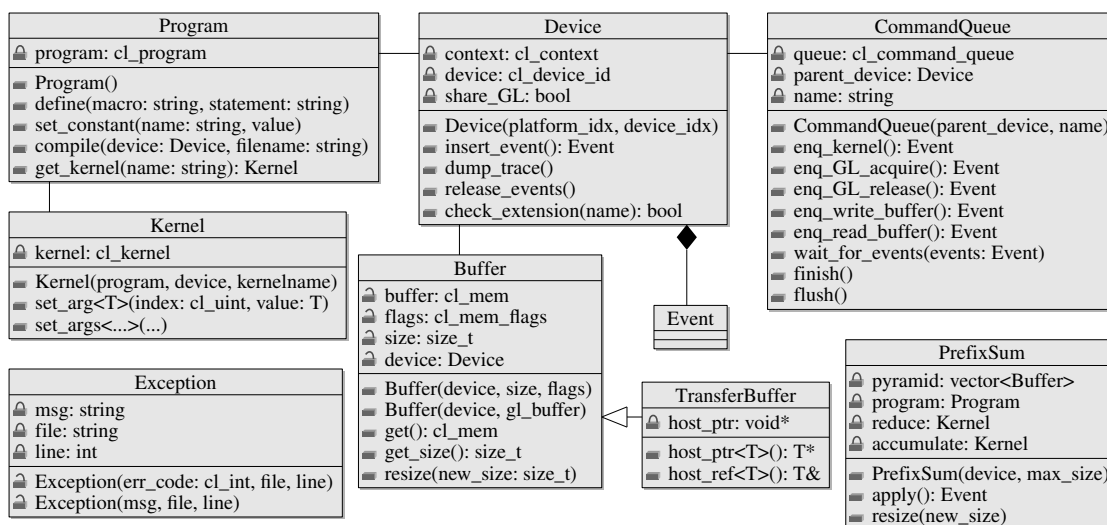 Program
program: cl_program
Program()
define(macro: string, statement: string)
set_constant(name: string, value)
compile(device: Device, filename: string)
get_kernel(name: string): Kernel
Device
context: cl_context
device: cl_device_id
share_GL: bool
Device(platform_idx, device_idx)
insert_event(): Event
dump_trace()
release_events()
check_extension(name): bool
CommandQueue
queue: cl_command_queue
parent_device: Device
name: string
CommandQueue(parent_device, name)
enq_kernel(): Event
enq_GL_acquire(): Event
enq_GL_release(): Event
enq_write_buffer(): Event
enq_read_buffer(): Event
wait_for_events(events: Event)
finish()
flush()
Kernel
kernel: cl_kernel
Kernel(program, device, kernelname)
set_arg<T>(index: cl_uint, value: T)
set_args<...>(...)
Buffer
buffer: cl_mem
flags: cl_mem_flags
size: size_t
device: Device
Buffer(device, size, flags)
Buffer(device, gl_buffer)
get(): cl_mem
get_size(): size_t
resize(new_size: size_t)
Event
Exception
msg: string
file: string
line: int
Exception(err_code: cl_int, file, line)
Exception(msg, file, line)
TransferBuffer
host_ptr: void*
host_ptr<T>(): T*
host_ref<T>(): T&
PrefixSum
pyramid: vector<Buffer>
program: Program
reduce: Kernel
accumulate: Kernel
PrefixSum(device, max_size)
apply(): Event
resize(new_size)